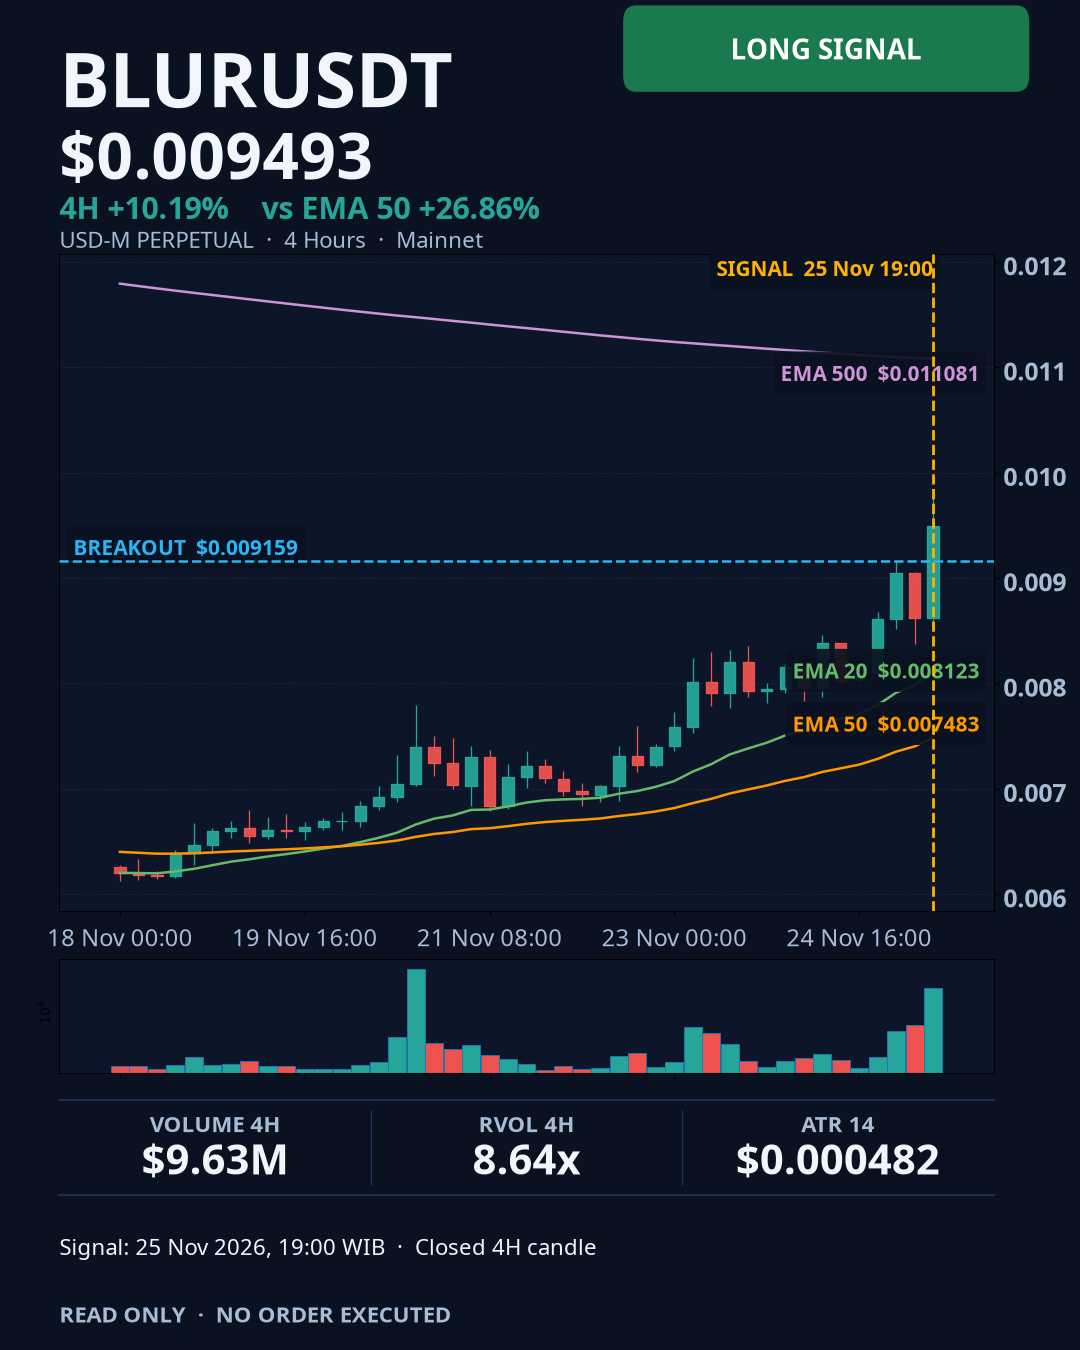 LONG SIGNAL
BLURUSDT
$0.009493
4H +10.19% vs EMA 50 +26.86%
USD-M PERPETUAL · 4 Hours · Mainnet
SIGNAL 25 Nov 19:00
0.012
EMA 500 $0.011081
0.011
0.010
BREAKOUT $0.009159
0.009
EMA 20 $0.008123
0.008
EMA 50 $0.007483
0.007
0.006
18 Nov 00:00 19 Nov 16:00 21 Nov 08:00 23 Nov 00:00 24 Nov 16:00
10⁶
VOLUME 4H RVOL 4H ATR 14
$9.63M 8.64x $0.000482
Signal: 25 Nov 2026, 19:00 WIB · Closed 4H candle
READ ONLY · NO ORDER EXECUTED